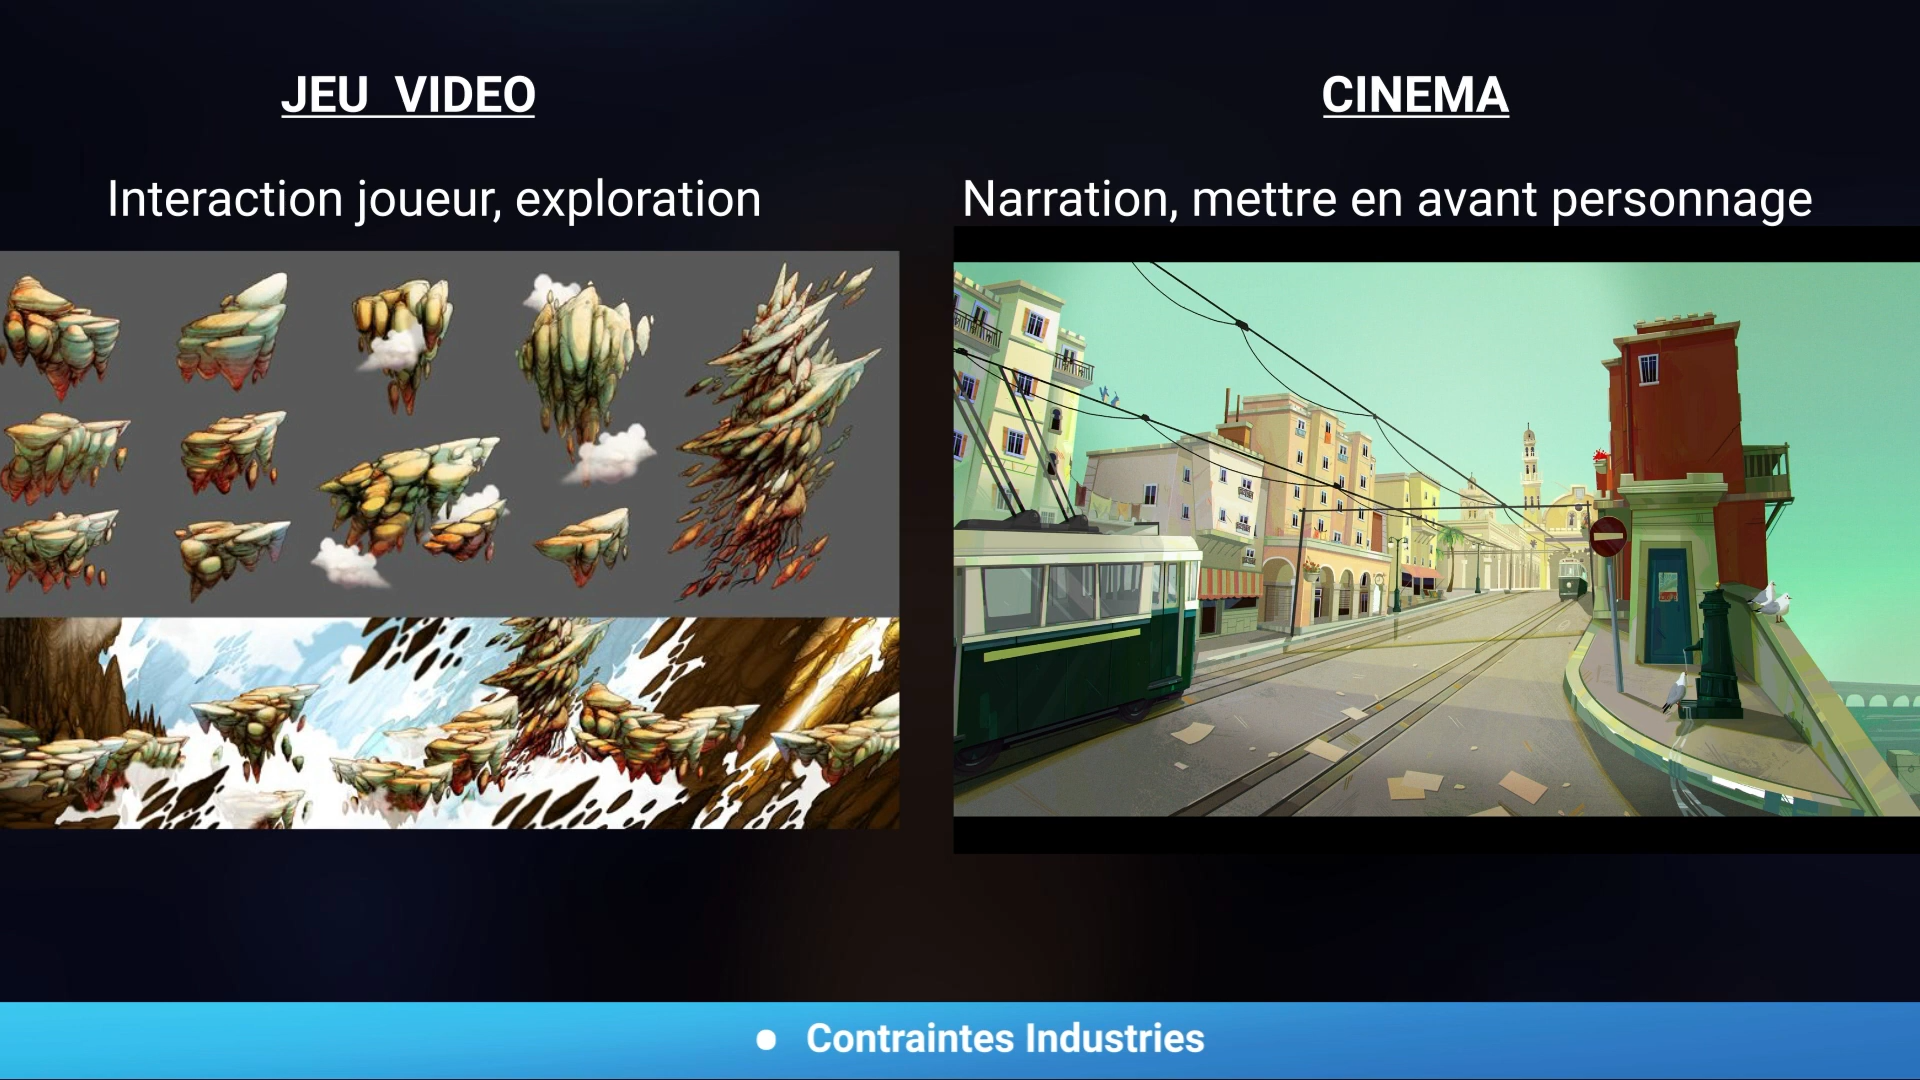 JEU  VIDEO
Interaction joueur, exploration
CINEMA
Narration, mettre en avant personnage
• Contraintes Industries